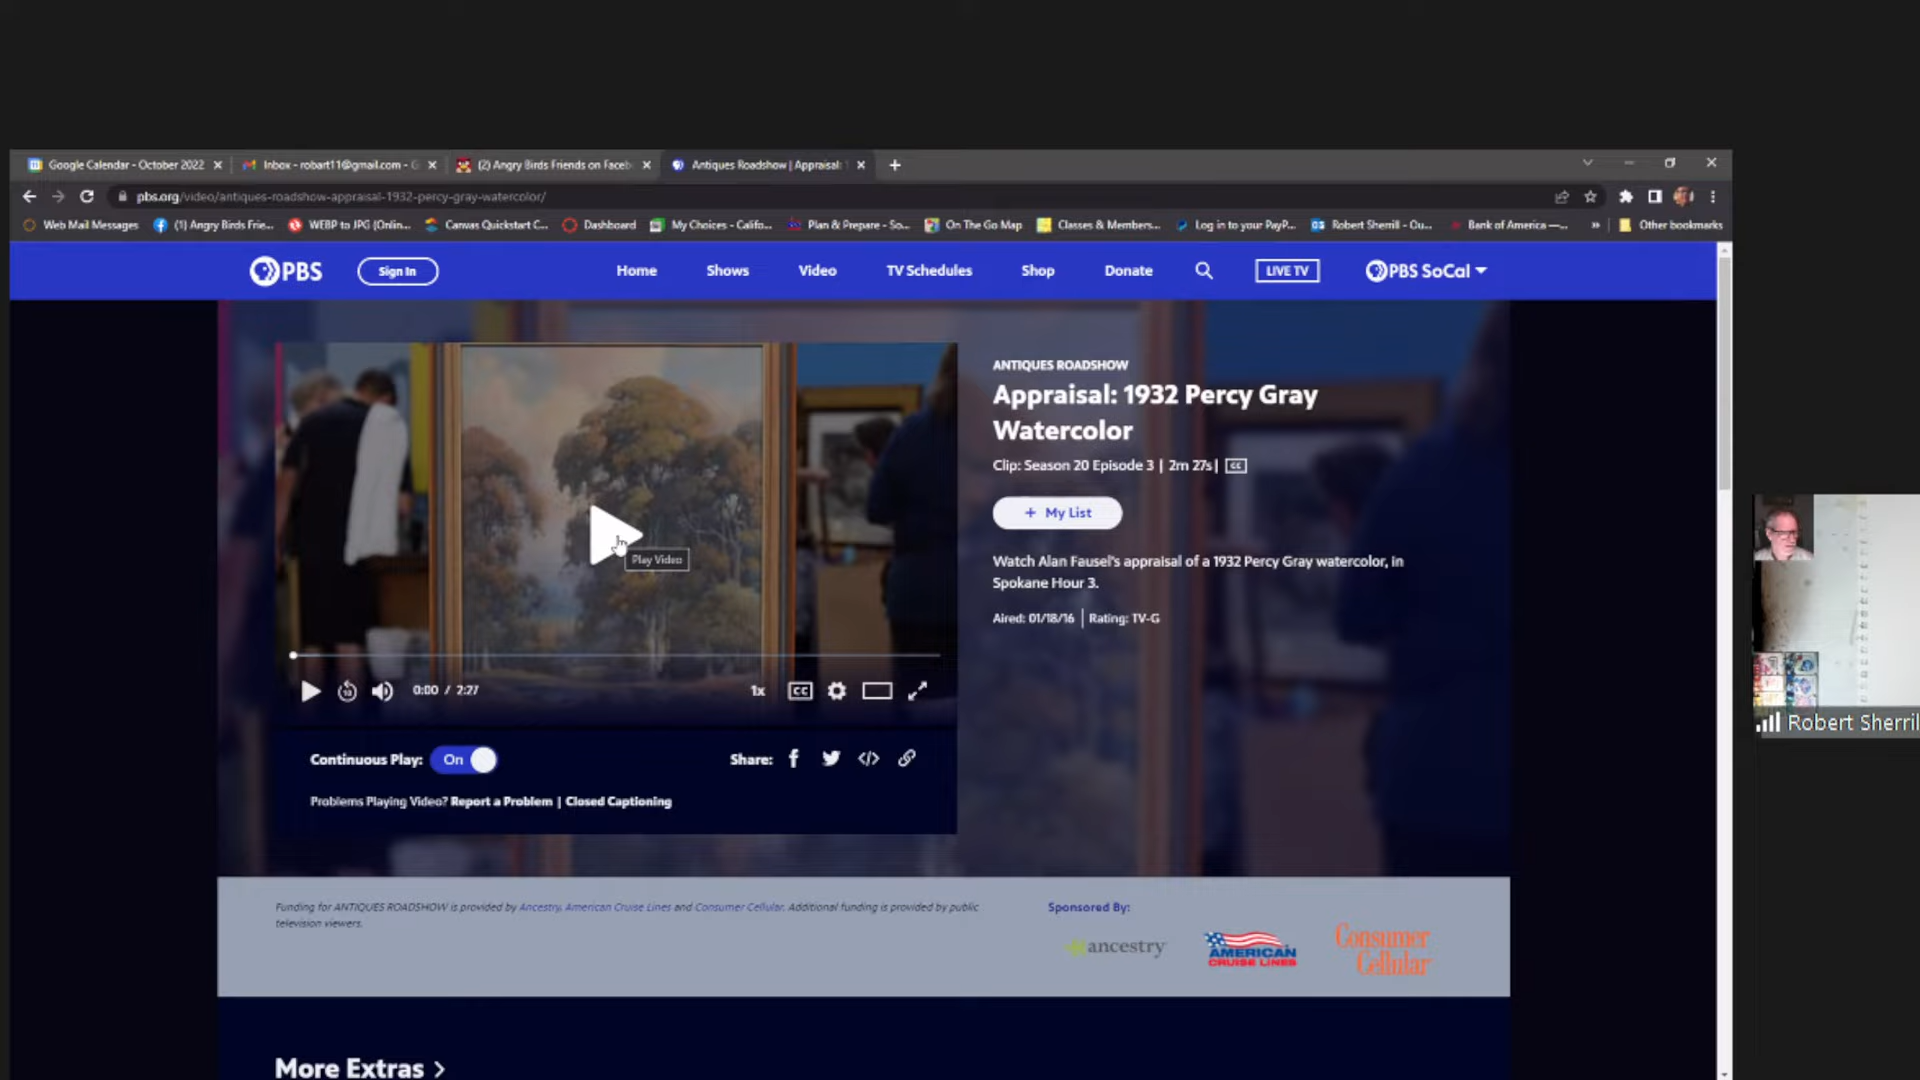 Google Calendar - October 2022
Inbox - robart11@gmail.com - G
(2) Angry Birds Friends on Faceb
Antiques Roadshow | Appraisal: 1
pbs.org/video/antiques-roadshow-appraisal-1932-percy-gray-watercolor/
Web Mail Messages
(1) Angry Birds Frie...
WEBP to JPG (Onlin...
Canvas Quickstart C...
Dashboard
My Choices - Califo...
Plan & Prepare - So...
On The Go Map
Classes & Members...
Log in to your PayP...
Robert Sherrill - Ou...
Bank of America —...
»
Other bookmarks
PBS
Sign In
Home
Shows
Video
TV Schedules
Shop
Donate
LIVE TV
PBS SoCal
ANTIQUES ROADSHOW
Appraisal: 1932 Percy Gray
Watercolor
Clip: Season 20 Episode 3 | 2m 27s | CC
+ My List
Watch Alan Fausel's appraisal of a 1932 Percy Gray watercolor, in
Spokane Hour 3.
Aired: 01/18/16 | Rating: TV-G
Play Video
10
0:00 / 2:27
1x
CC
Continuous Play: On
Share:
Problems Playing Video? Report a Problem | Closed Captioning
Funding for ANTIQUES ROADSHOW is provided by Ancestry, American Cruise Lines and Consumer Cellular. Additional funding is provided by public
television viewers.
Sponsored By:
ancestry
AMERICAN
CRUISE LINES
Consumer
Cellular
More Extras >
Robert Sherril